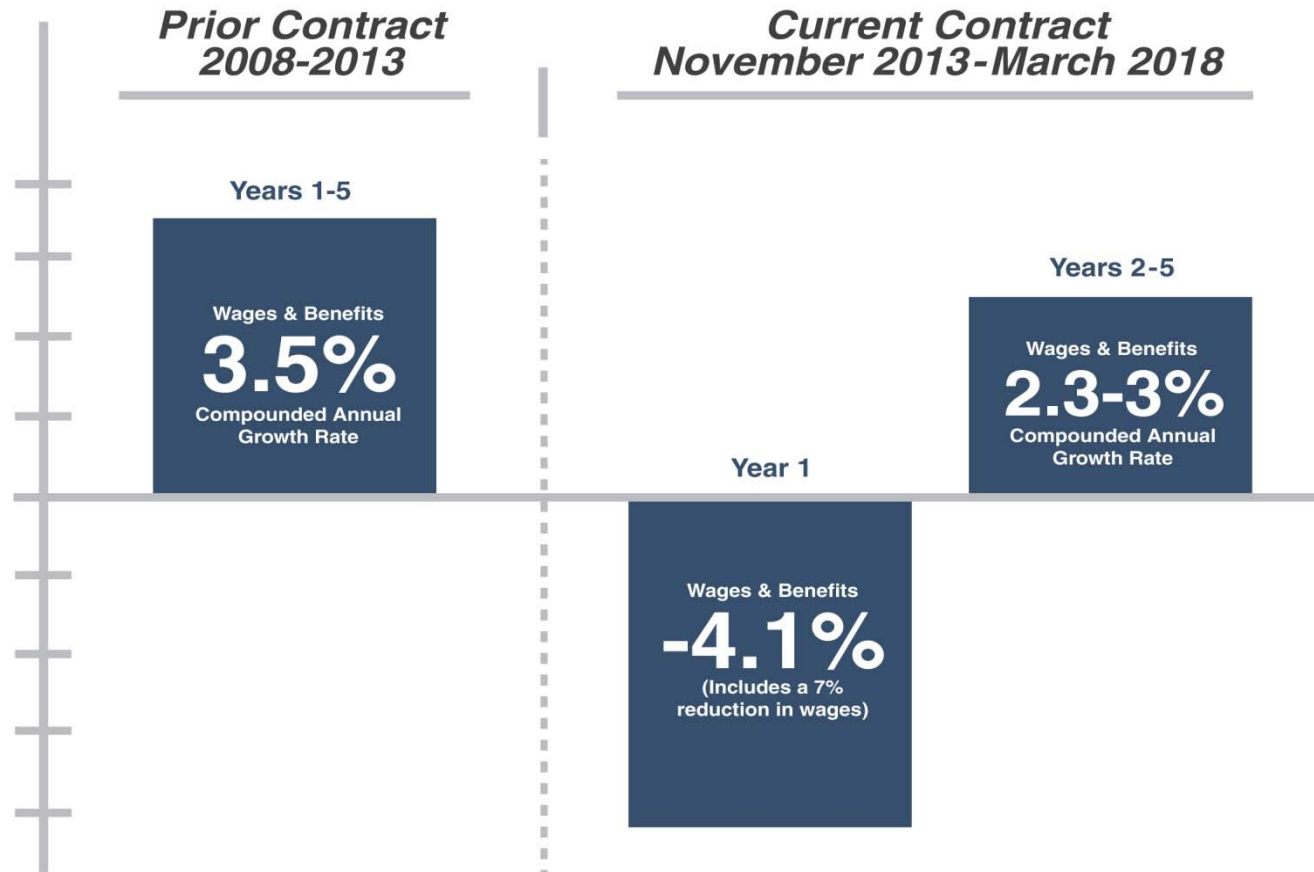 Prior Contract
2008-2013
Current Contract
November 2013-March 2018
Years 1-5
Wages & Benefits
3.5%
Compounded Annual
Growth Rate
Year 1
Wages & Benefits
-4.1%
(Includes a 7%
reduction in wages)
Years 2-5
Wages & Benefits
2.3-3%
Compounded Annual
Growth Rate